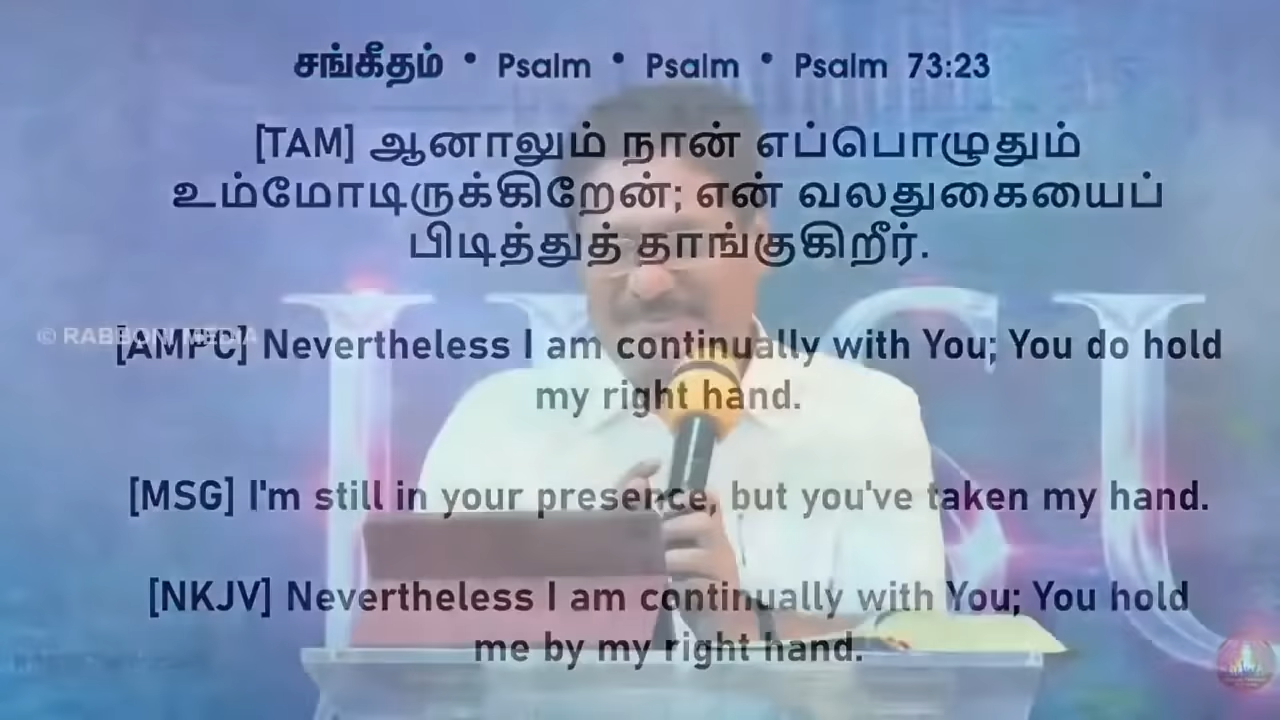 சங்கீதம் • Psalm • Psalm • Psalm 73:23
[TAM] ஆனாலும் நான் எப்பொழுதும்
உம்மோடிருக்கிறேன்; என் வலதுகையைப்
பிடித்துத் தாங்குகிறீர்.
© RABBONI MEDIA
[AMPC] Nevertheless I am continually with You; You do hold
my right hand.
[MSG] I'm still in your presence, but you've taken my hand.
[NKJV] Nevertheless I am continually with You; You hold
me by my right hand.